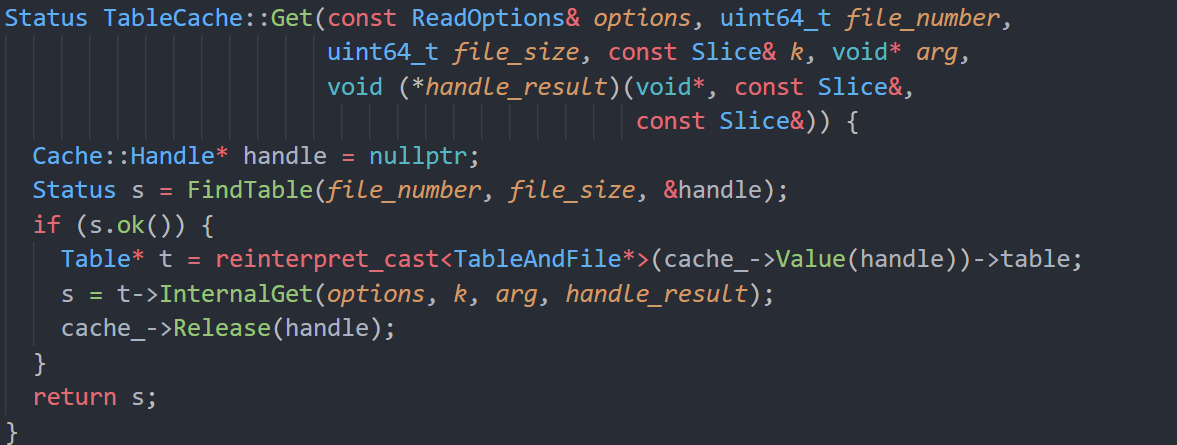 Status TableCache::Get(const ReadOptions& options, uint64_t file_number,
                       uint64_t file_size, const Slice& k, void* arg,
                       void (*handle_result)(void*, const Slice&,
                                             const Slice&)) {
  Cache::Handle* handle = nullptr;
  Status s = FindTable(file_number, file_size, &handle);
  if (s.ok()) {
    Table* t = reinterpret_cast<TableAndFile*>(cache_->Value(handle))->table;
    s = t->InternalGet(options, k, arg, handle_result);
    cache_->Release(handle);
  }
  return s;
}